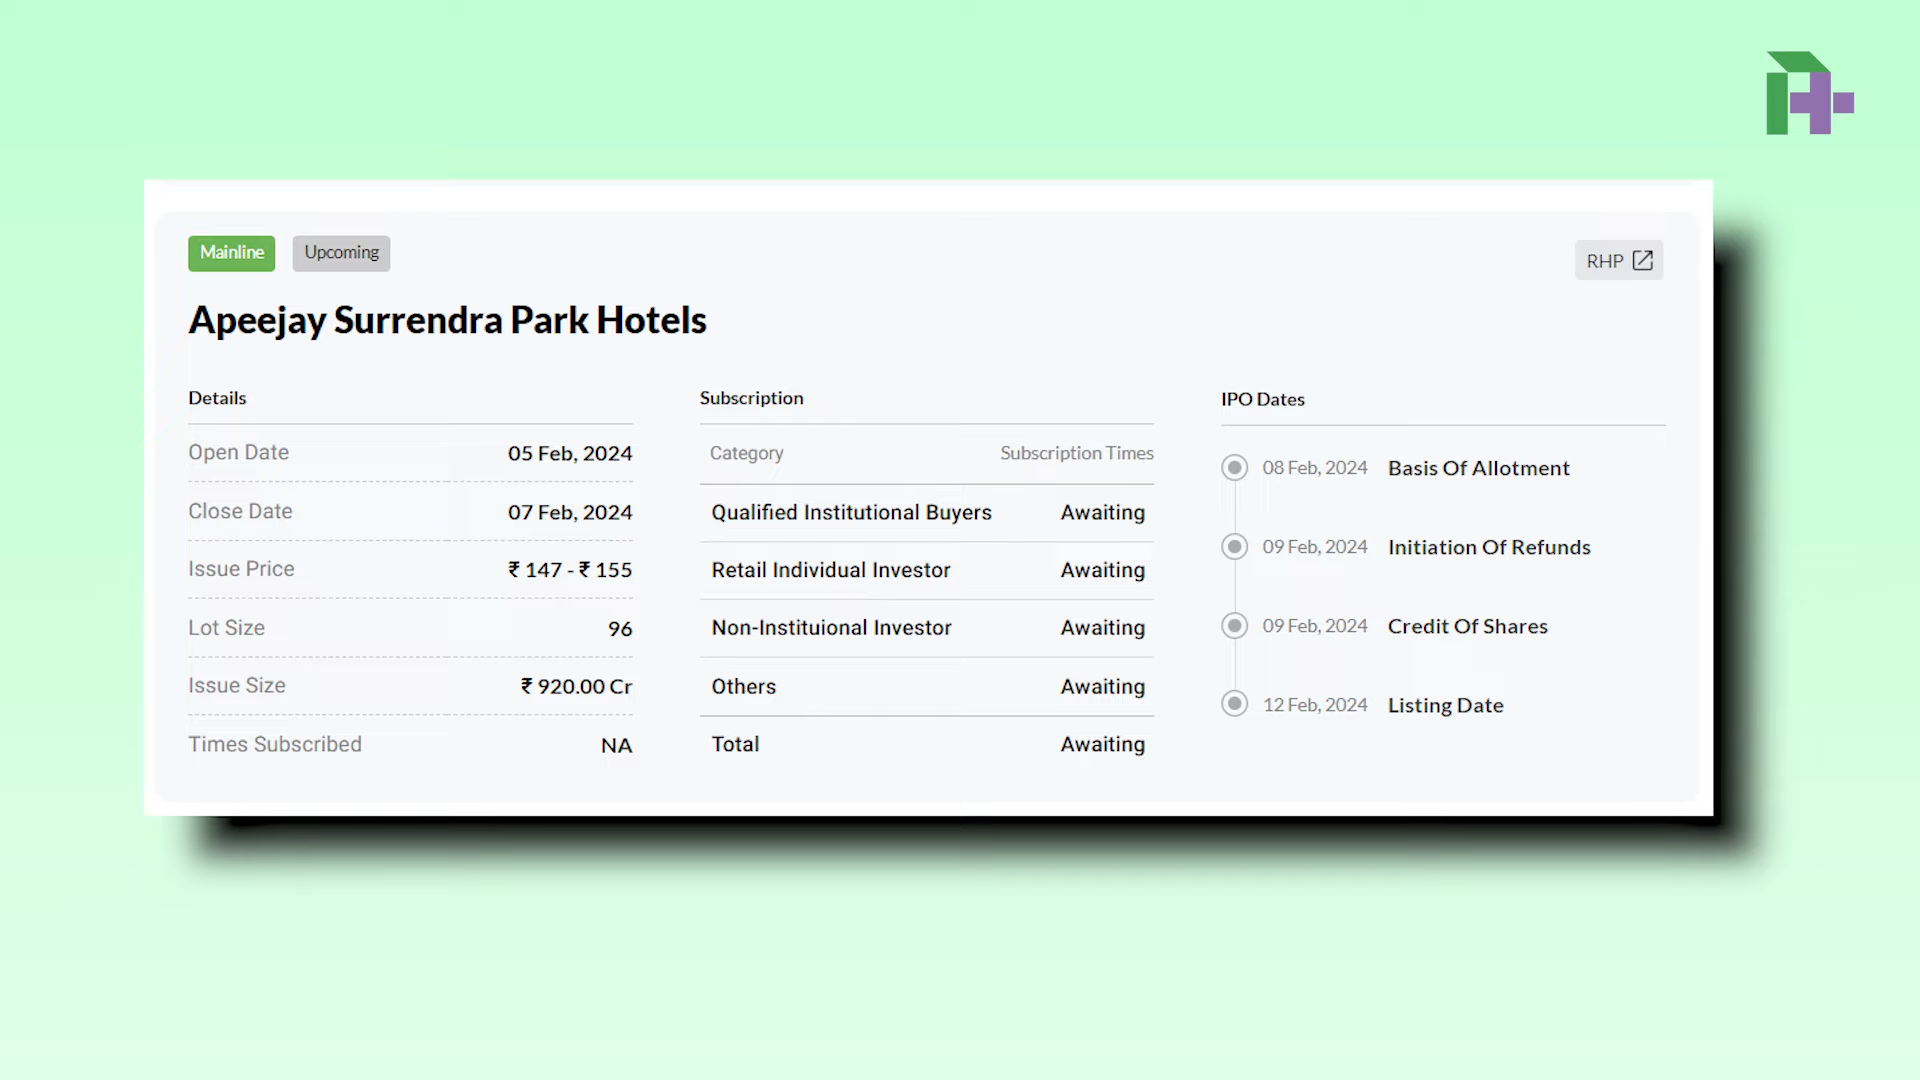 Mainline
Upcoming
RHP
Apeejay Surrendra Park Hotels
Details
Open Date 05 Feb, 2024
Close Date 07 Feb, 2024
Issue Price ₹ 147 - ₹ 155
Lot Size 96
Issue Size ₹ 920.00 Cr
Times Subscribed NA
Subscription
Category Subscription Times
Qualified Institutional Buyers Awaiting
Retail Individual Investor Awaiting
Non-Instituional Investor Awaiting
Others Awaiting
Total Awaiting
IPO Dates
08 Feb, 2024 Basis Of Allotment
09 Feb, 2024 Initiation Of Refunds
09 Feb, 2024 Credit Of Shares
12 Feb, 2024 Listing Date